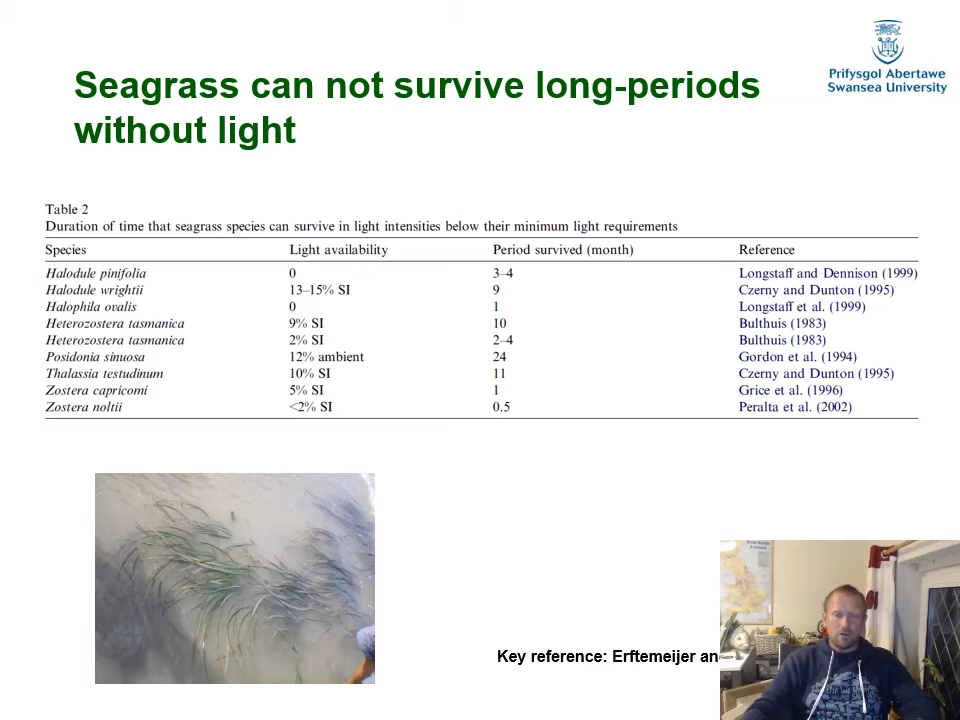 Prifysgol Abertawe
Swansea University
Seagrass can not survive long-periods
without light
Table 2
Duration of time that seagrass species can survive in light intensities below their minimum light requirements
Species Light availability Period survived (month) Reference
Halodule pinifolia 0 3–4 Longstaff and Dennison (1999)
Halodule wrightii 13–15% SI 9 Czerny and Dunton (1995)
Halophila ovalis 0 1 Longstaff et al. (1999)
Heterozostera tasmanica 9% SI 10 Bulthuis (1983)
Heterozostera tasmanica 2% SI 2–4 Bulthuis (1983)
Posidonia sinuosa 12% ambient 24 Gordon et al. (1994)
Thalassia testudinum 10% SI 11 Czerny and Dunton (1995)
Zostera capricorni 5% SI 1 Grice et al. (1996)
Zostera noltii <2% SI 0.5 Peralta et al. (2002)
Key reference: Erftemeijer an